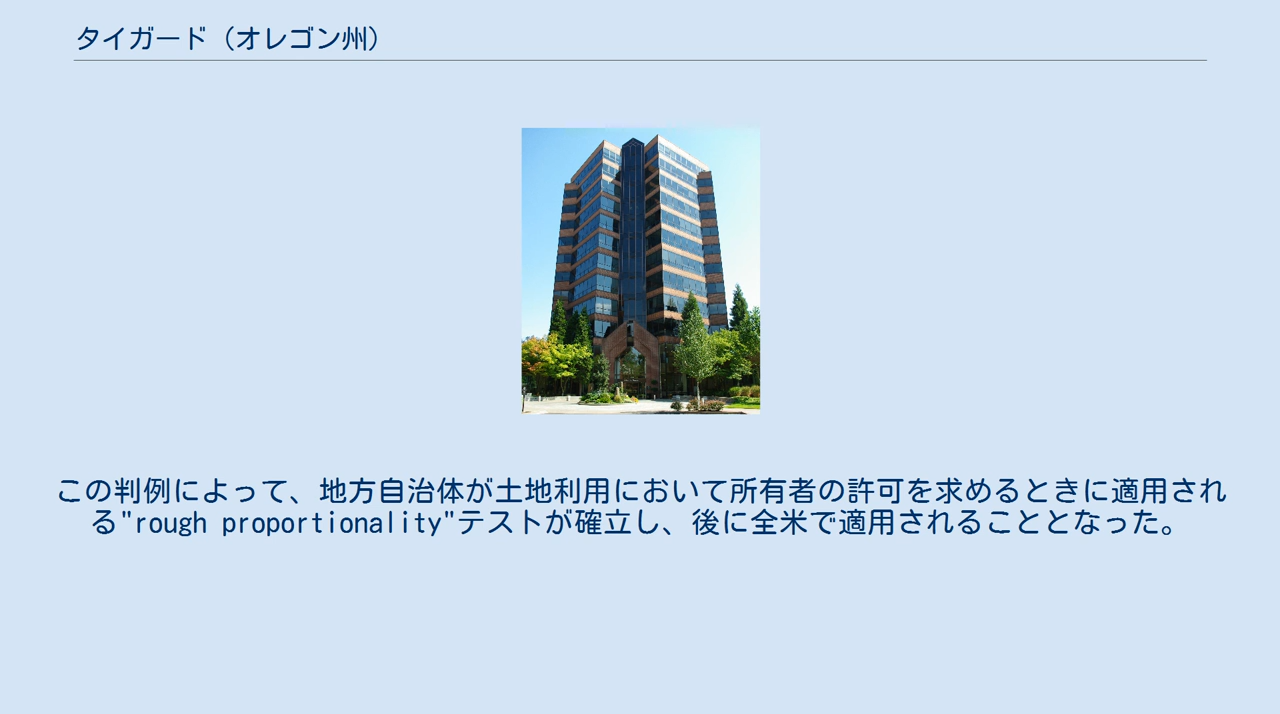 タイガード（オレゴン州）
この判例によって、地方自治体が土地利用において所有者の許可を求めるときに適用され
る"rough proportionality"テストが確立し、後に全米で適用されることとなった。